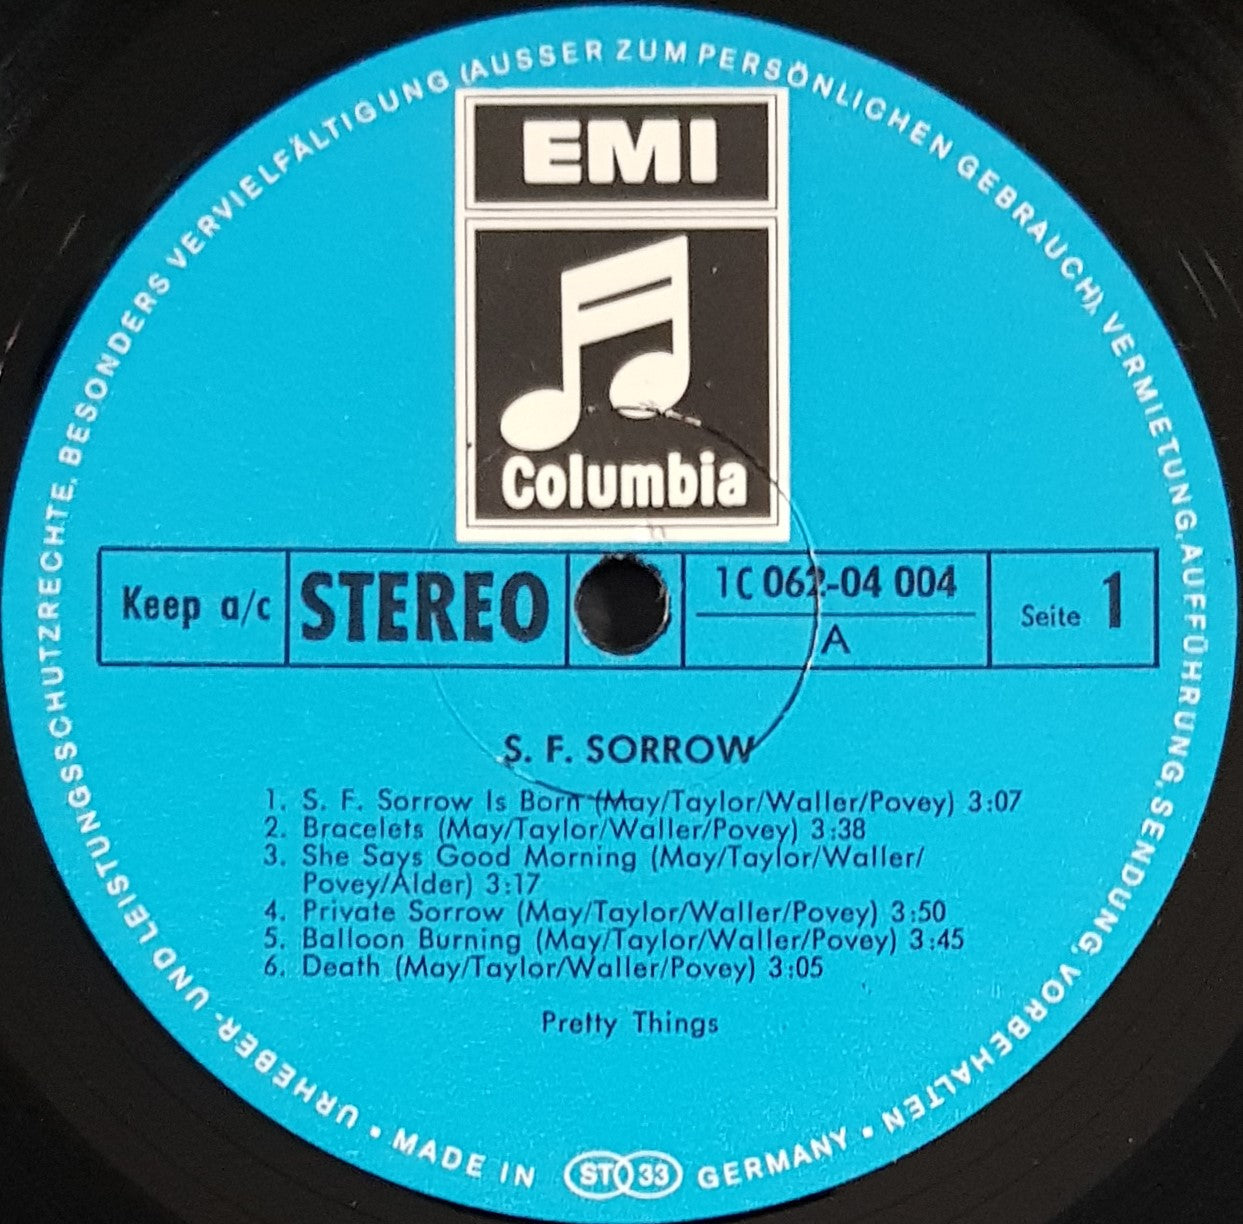 URHEBER- UND LEISTUNGSSCHUTZRECHTE, BESONDERS VERVIELFÄLTIGUNG (AUSSER ZUM PERSÖNLICHEN GEBRAUCH), VERMIETUNG, AUFFÜHRUNG, SENDUNG, VORBEHALTEN
EMI
Columbia
Keep a/c STEREO 1C 062-04 004 Seite 1
A
S. F. SORROW
1. S. F. Sorrow Is Born (May/Taylor/Waller/Povey) 3:07
2. Bracelets (May/Taylor/Waller/Povey) 3:38
3. She Says Good Morning (May/Taylor/Waller/
Povey/Alder) 3:17
4. Private Sorrow (May/Taylor/Waller/Povey) 3:50
5. Balloon Burning (May/Taylor/Waller/Povey) 3:45
6. Death (May/Taylor/Waller/Povey) 3:05
Pretty Things
• MADE IN ST 33 GERMANY •